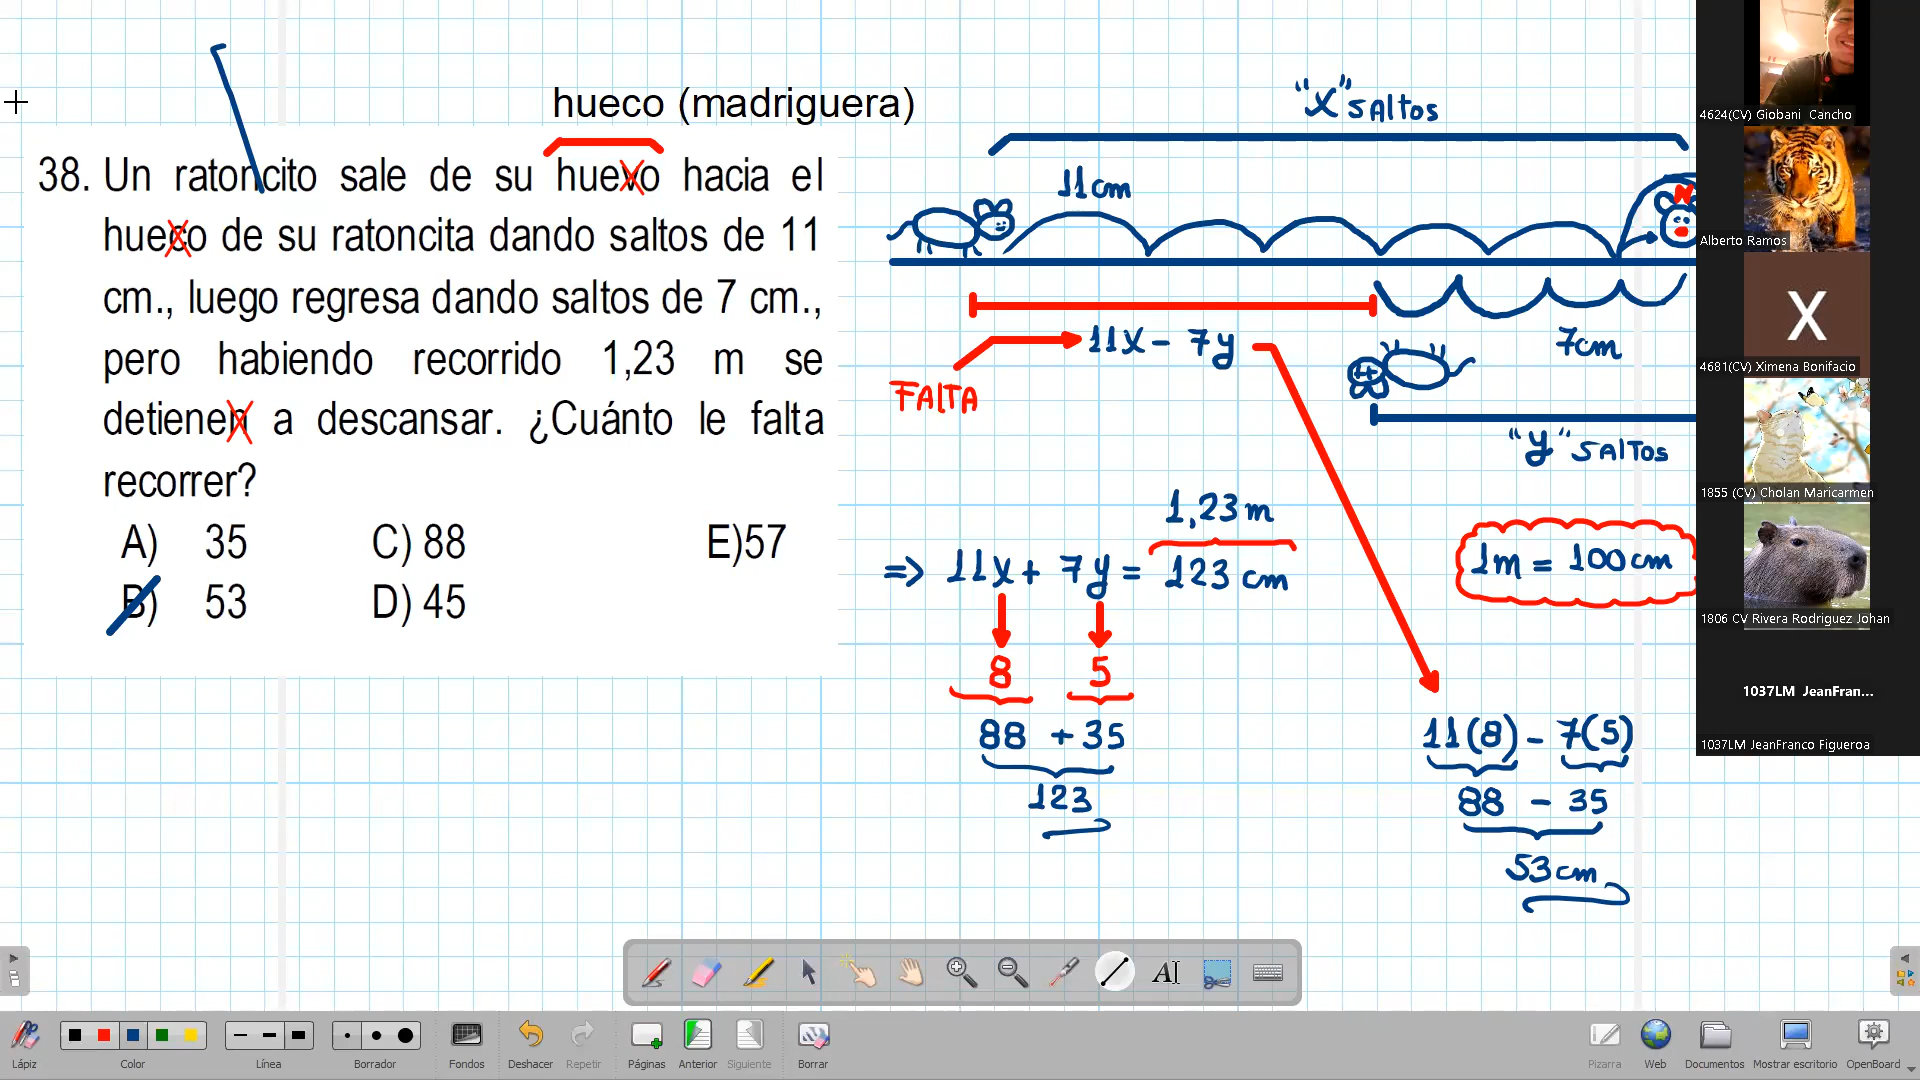 hueco (madriguera)
38. Un ratoncito sale de su huevo hacia el
hueco de su ratoncita dando saltos de 11
cm., luego regresa dando saltos de 7 cm.,
pero habiendo recorrido 1,23 m se
detienen a descansar. ¿Cuánto le falta
recorrer?
A) 35 C) 88 E)57
B) 53 D) 45
"x" SALTOS
11cm
11x - 7y
FALTA
7cm
"y" SALTOS
1,23m
=> 11x + 7y = 123 cm
1m = 100cm
8 5
88 + 35
123
11(8) - 7(5)
88 - 35
53cm
4624(CV) Giobani Cancho
Alberto Ramos
X
4681(CV) Ximena Bonifacio
1855 (CV) Cholan Maricarmen
1806 CV Rivera Rodriguez Johan
1037LM JeanFran...
1037LM JeanFranco Figueroa
AI
Lápiz Color Línea Borrador Fondos Deshacer Repetir Páginas Anterior Siguiente Borrar Pizarra Web Documentos Mostrar escritorio OpenBoard